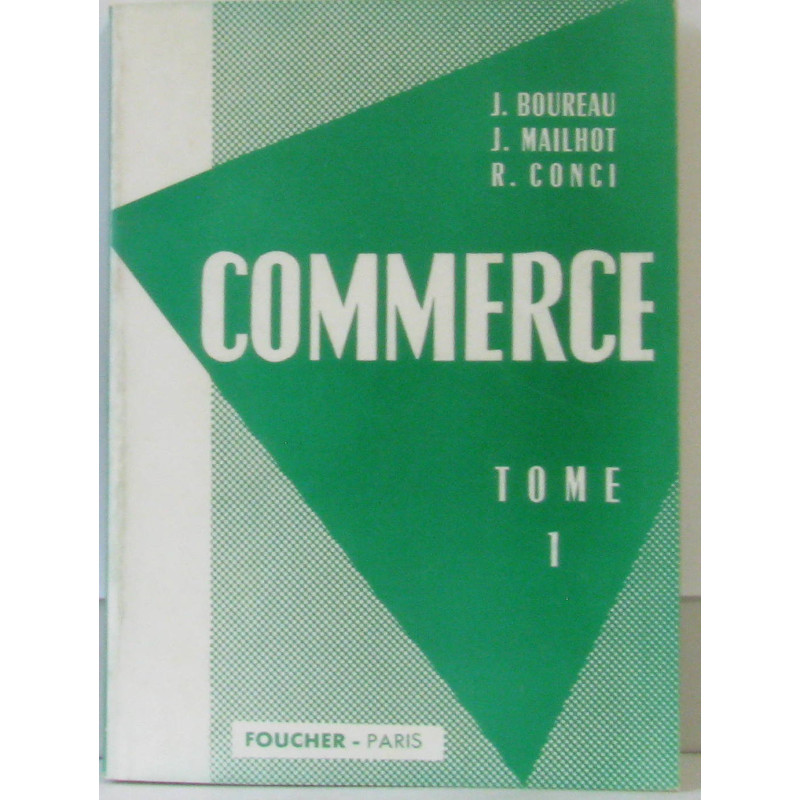 J. BOUREAU
J. MAILHOT
R. CONCI
COMMERCE
TOME
1
FOUCHER - PARIS